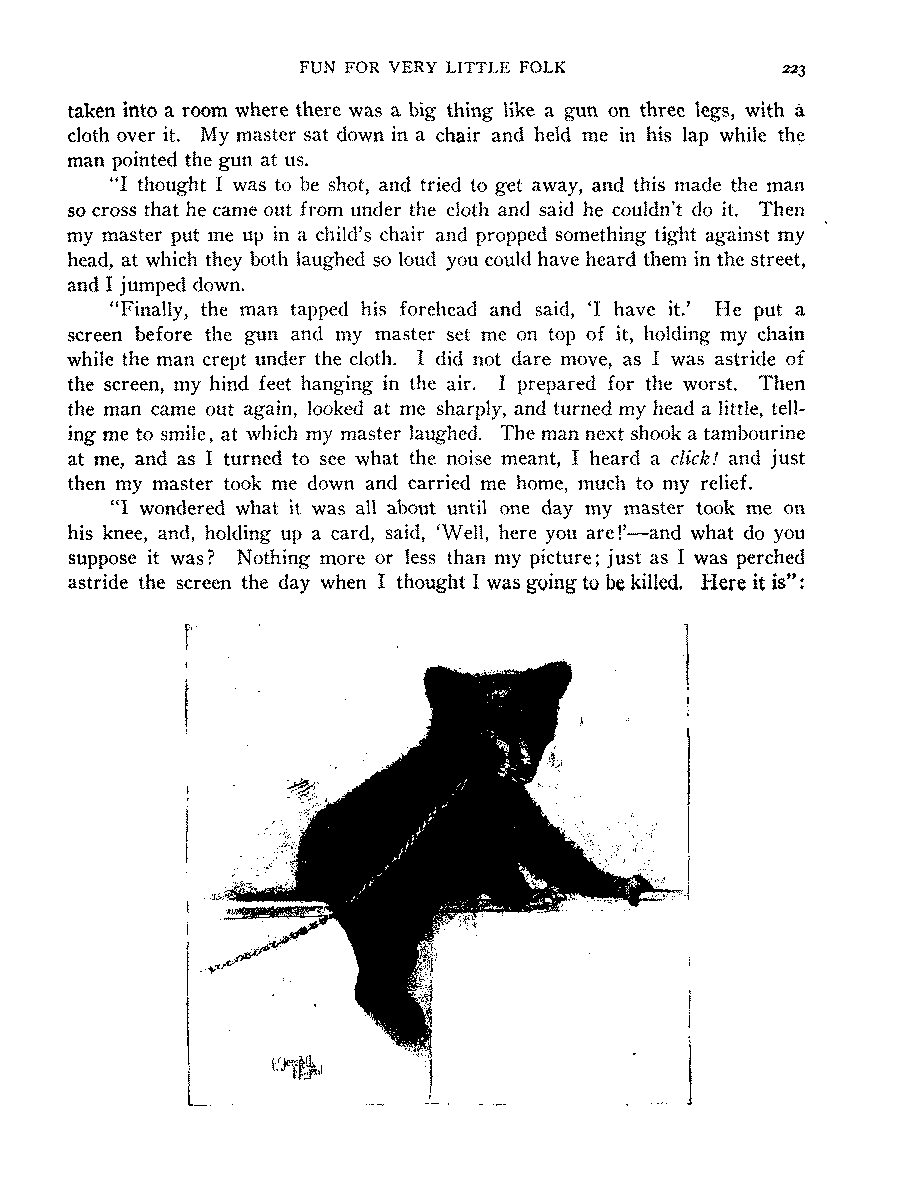 FUN FOR VERY LITTLE FOLK 223
taken into a room where there was a big thing like a gun on three legs, with a
cloth over it. My master sat down in a chair and held me in his lap while the
man pointed the gun at us.
"I thought I was to be shot, and tried to get away, and this made the man
so cross that he came out from under the cloth and said he couldn't do it. Then
my master put me up in a child's chair and propped something tight against my
head, at which they both laughed so loud you could have heard them in the street,
and I jumped down.
"Finally, the man tapped his forehead and said, 'I have it.' He put a
screen before the gun and my master set me on top of it, holding my chain
while the man crept under the cloth. I did not dare move, as I was astride of
the screen, my hind feet hanging in the air. I prepared for the worst. Then
the man came out again, looked at me sharply, and turned my head a little, tell-
ing me to smile, at which my master laughed. The man next shook a tambourine
at me, and as I turned to see what the noise meant, I heard a click! and just
then my master took me down and carried me home, much to my relief.
"I wondered what it was all about until one day my master took me on
his knee, and, holding up a card, said, 'Well, here you are!'—and what do you
suppose it was? Nothing more or less than my picture; just as I was perched
astride the screen the day when I thought I was going to be killed. Here it is":